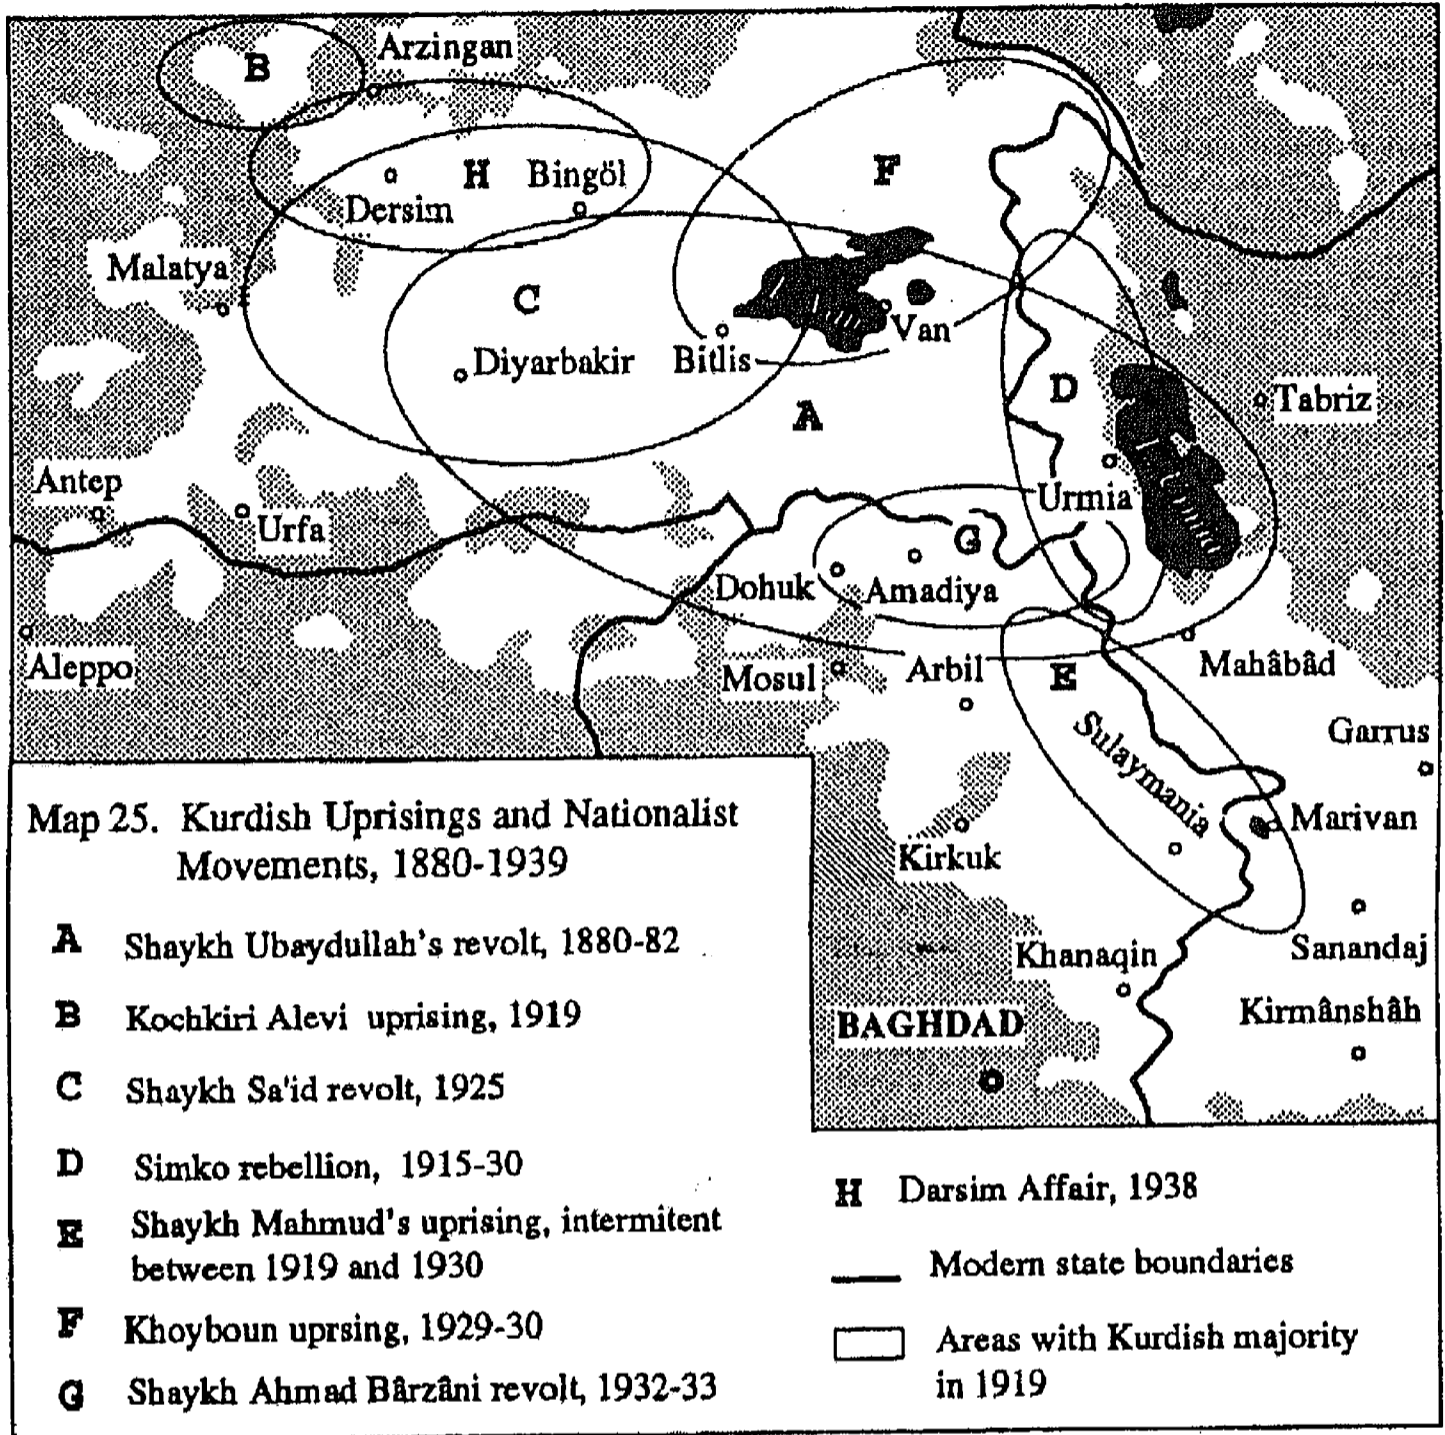 B
Arzingan
F
H Bingöl
Dersim
Malatya
C
Van
Diyarbakir
Bitlis
D
Tabriz
A
Antep
Urmia
Urfa
G
Dohuk
Amadiya
Aleppo
Mosul
Arbil
E
Mahâbâd
Sulaymania
Garrus
Marivan
Kirkuk
Khanaqin
Sanandaj
BAGHDAD
Kirmânshâh
Map 25. Kurdish Uprisings and Nationalist
Movements, 1880-1939
A Shaykh Ubaydullah's revolt, 1880-82
B Kochkiri Alevi uprising, 1919
C Shaykh Sa'id revolt, 1925
D Simko rebellion, 1915-30
E Shaykh Mahmud's uprising, intermitent
between 1919 and 1930
F Khoyboun uprsing, 1929-30
G Shaykh Ahmad Bârzâni revolt, 1932-33
H Darsim Affair, 1938
Modern state boundaries
Areas with Kurdish majority
in 1919